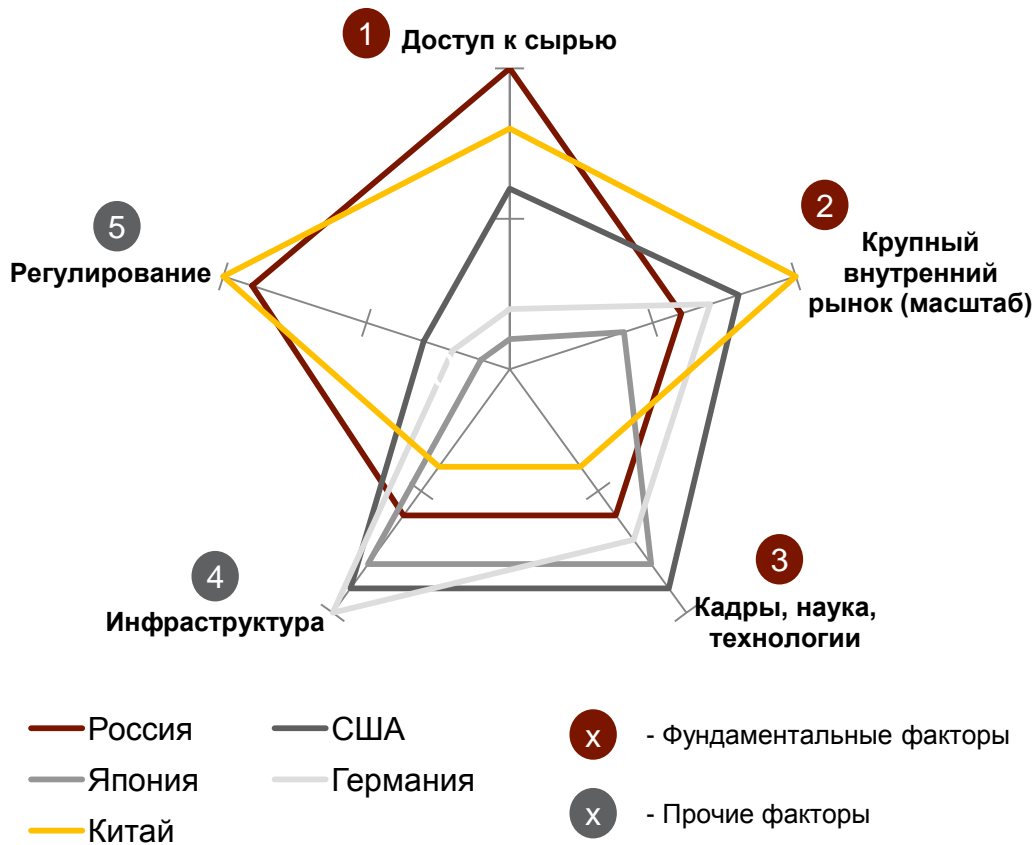 1
Доступ к сырью
2
Крупный
внутренний
рынок (масштаб)
5
Регулирование
3
Кадры, наука,
технологии
4
Инфраструктура
Россия
США
x - Фундаментальные факторы
Япония
Германия
x - Прочие факторы
Китай